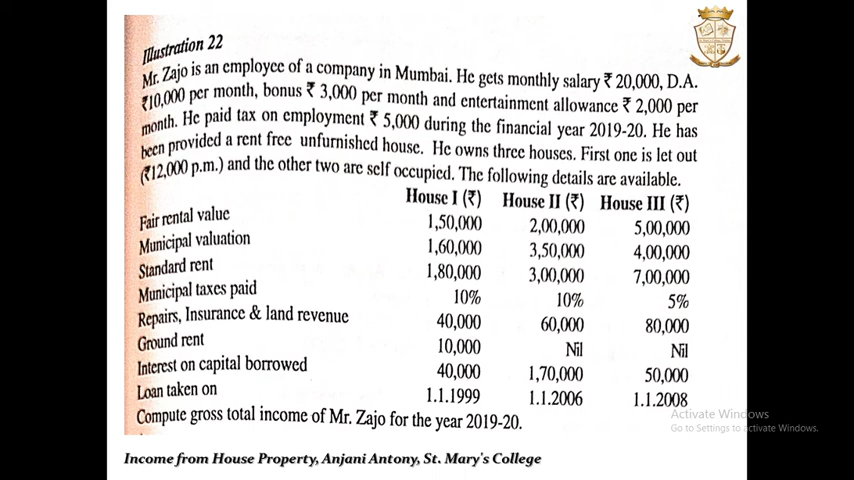 Illustration 22
Mr. Zajo is an employee of a company in Mumbai. He gets monthly salary ₹ 20,000, D.A.
₹10,000 per month, bonus ₹ 3,000 per month and entertainment allowance ₹ 2,000 per
month. He paid tax on employment ₹ 5,000 during the financial year 2019-20. He has
been provided a rent free unfurnished house. He owns three houses. First one is let out
(₹12,000 p.m.) and the other two are self occupied. The following details are available.
House I (₹) House II (₹) House III (₹)
Fair rental value 1,50,000 2,00,000 5,00,000
Municipal valuation 1,60,000 3,50,000 4,00,000
Standard rent 1,80,000 3,00,000 7,00,000
Municipal taxes paid 10% 10% 5%
Repairs, Insurance & land revenue 40,000 60,000 80,000
Ground rent 10,000 Nil Nil
Interest on capital borrowed 40,000 1,70,000 50,000
Loan taken on 1.1.1999 1.1.2006 1.1.2008
Compute gross total income of Mr. Zajo for the year 2019-20.
Activate Windows
Go to Settings to activate Windows.
Income from House Property, Anjani Antony, St. Mary's College